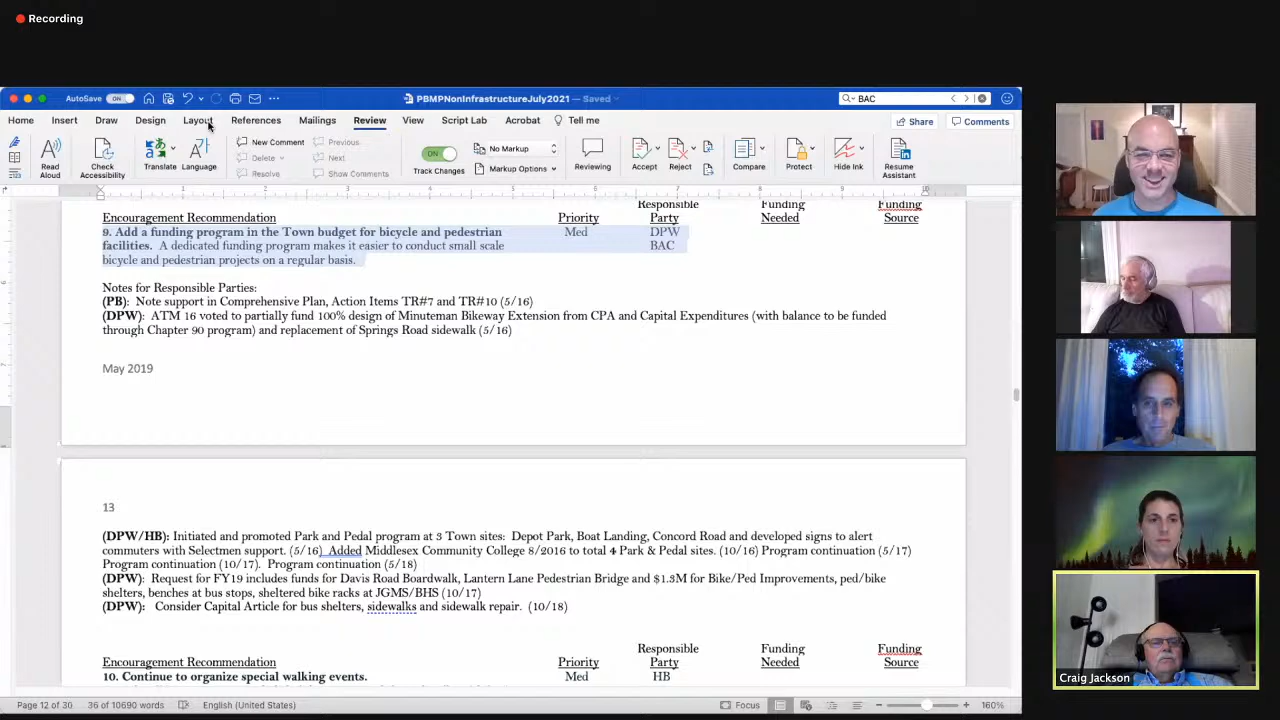 Recording
AutoSave ON ... PBMPNonInfrastructureJuly2021 — Saved BAC
Home Insert Draw Design Layout References Mailings Review View Script Lab Acrobat Tell me Share Comments
Read Aloud
Check Accessibility
Translate
Language
New Comment
Delete
Resolve
Previous
Next
Show Comments
ON
Track Changes
No Markup
Markup Options
Reviewing
Accept
Reject
Compare
Protect
Hide Ink
Resume Assistant
1 2 3 4 5 6 7 8 9 10
Responsible Funding Funding
Encouragement Recommendation Priority Party Needed Source
9. Add a funding program in the Town budget for bicycle and pedestrian Med DPW
facilities. A dedicated funding program makes it easier to conduct small scale BAC
bicycle and pedestrian projects on a regular basis.
Notes for Responsible Parties:
(PB): Note support in Comprehensive Plan, Action Items TR#7 and TR#10 (5/16)
(DPW): ATM 16 voted to partially fund 100% design of Minuteman Bikeway Extension from CPA and Capital Expenditures (with balance to be funded
through Chapter 90 program) and replacement of Springs Road sidewalk (5/16)
May 2019
13
(DPW/HB): Initiated and promoted Park and Pedal program at 3 Town sites: Depot Park, Boat Landing, Concord Road and developed signs to alert
commuters with Selectmen support. (5/16) Added Middlesex Community College 8/2016 to total 4 Park & Pedal sites. (10/16) Program continuation (5/17)
Program continuation (10/17). Program continuation (5/18)
(DPW): Request for FY19 includes funds for Davis Road Boardwalk, Lantern Lane Pedestrian Bridge and $1.3M for Bike/Ped Improvements, ped/bike
shelters, benches at bus stops, sheltered bike racks at JGMS/BHS (10/17)
(DPW): Consider Capital Article for bus shelters, sidewalks and sidewalk repair. (10/18)
Responsible Funding Funding
Encouragement Recommendation Priority Party Needed Source
10. Continue to organize special walking events. Med HB
Craig Jackson
Page 12 of 30 36 of 10690 words English (United States) Focus 160%